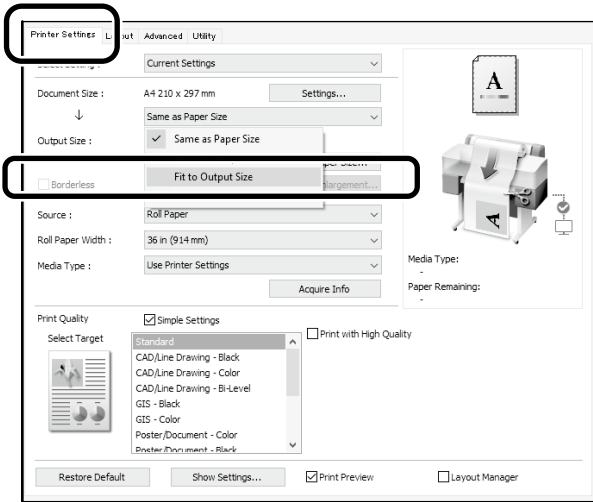 Printer Settings Layout Advanced Utility
Current Settings
Document Size : A4 210 x 297 mm Settings...
↓ Same as Paper Size
Output Size : ✓ Same as Paper Size
Borderless Fit to Output Size
Source : Roll Paper
Roll Paper Width : 36 in (914 mm)
Media Type : Use Printer Settings
Acquire Info
A
A
Media Type:
-
Paper Remaining:
-
Print Quality Simple Settings
Select Target Standard Print with High Quality
CAD/Line Drawing - Black
CAD/Line Drawing - Color
CAD/Line Drawing - Bi-Level
GIS - Black
GIS - Color
Poster/Document - Color
Poster/Document - Black
Restore Default Show Settings... Print Preview Layout Manager